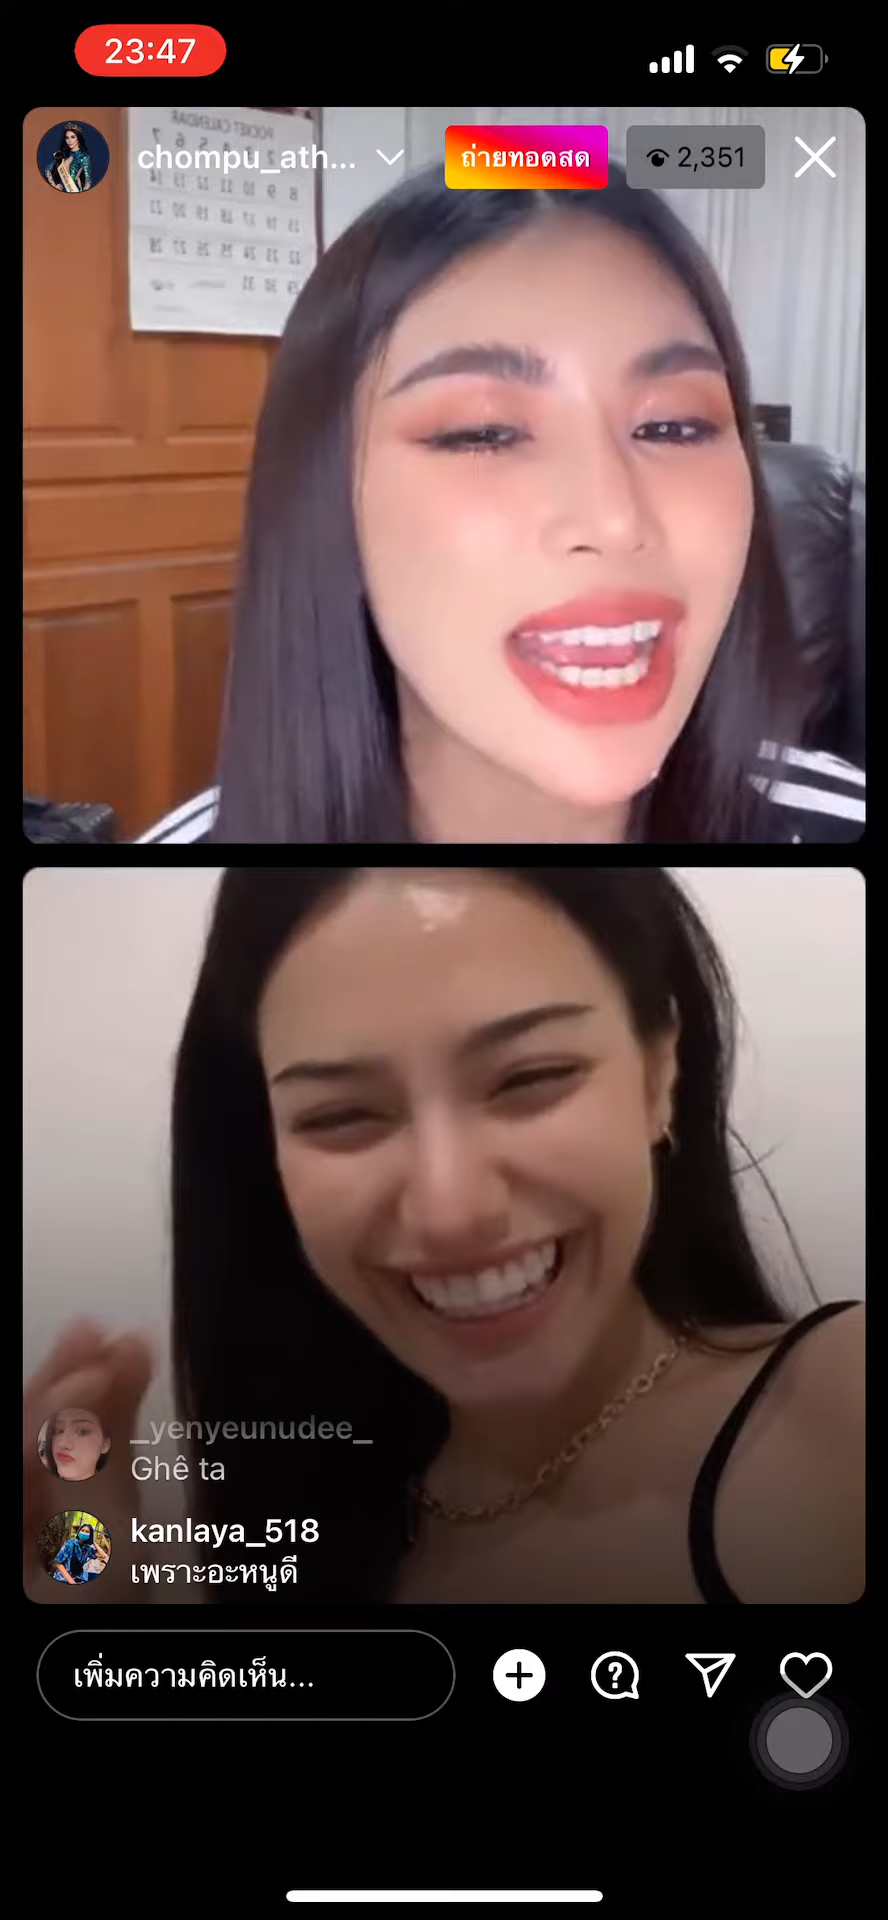 23:47
chompu_ath...
ถ่ายทอดสด
2,351
POCKET CALENDAR
_yenyeunudee_
Ghê ta
kanlaya_518
เพราะอะหนูดี
เพิ่มความคิดเห็น...